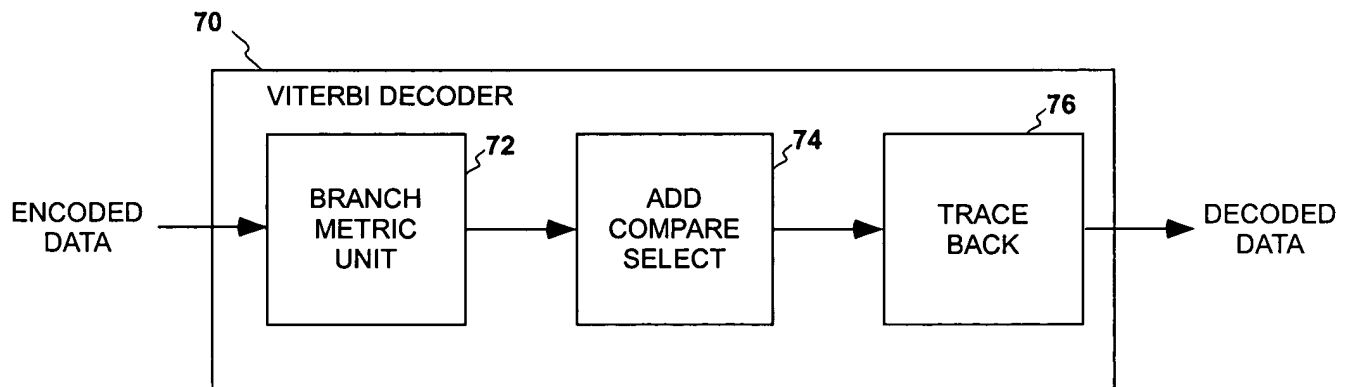 70
VITERBI DECODER
72
74
76
ENCODED
DATA
BRANCH
METRIC
UNIT
ADD
COMPARE
SELECT
TRACE
BACK
DECODED
DATA